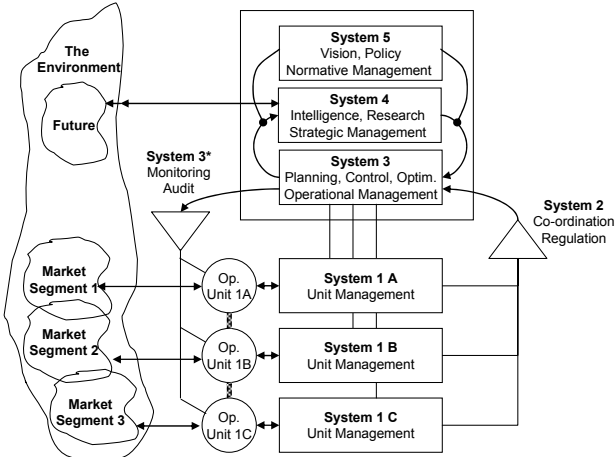 The
Environment
Future
System 5
Vision, Policy
Normative Management
System 4
Intelligence, Research
Strategic Management
System 3*
Monitoring
Audit
System 3
Planning, Control, Optim.
Operational Management
System 2
Co-ordination
Regulation
Market
Segment 1
Op.
Unit 1A
System 1 A
Unit Management
Market
Segment 2
Op.
Unit 1B
System 1 B
Unit Management
Market
Segment 3
Op.
Unit 1C
System 1 C
Unit Management